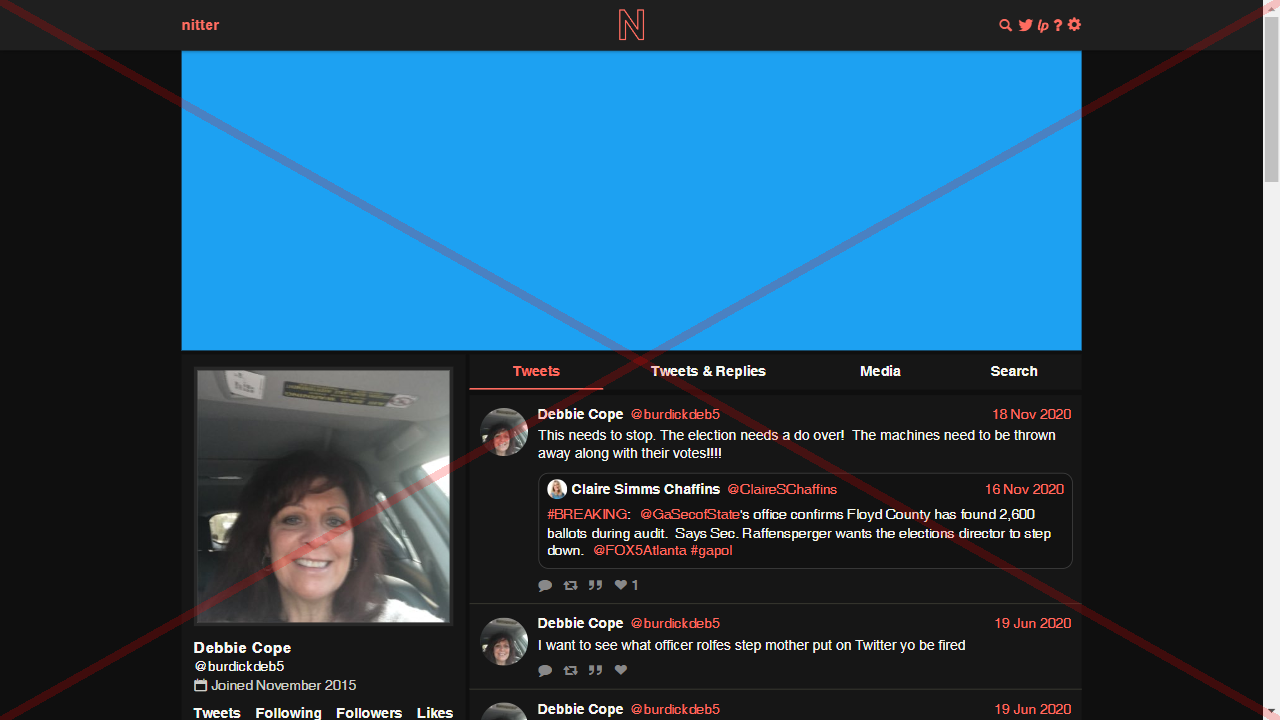 nitter
N
lp ?
Tweets Tweets & Replies Media Search
Debbie Cope @burdickdeb5 18 Nov 2020
This needs to stop. The election needs a do over! The machines need to be thrown
away along with their votes!!!!
Claire Simms Chaffins @ClaireSChaffins 16 Nov 2020
#BREAKING: @GaSecofState's office confirms Floyd County has found 2,600
ballots during audit. Says Sec. Raffensperger wants the elections director to step
down. @FOX5Atlanta #gapol
1
Debbie Cope @burdickdeb5 19 Jun 2020
I want to see what officer rolfes step mother put on Twitter yo be fired
Debbie Cope @burdickdeb5 19 Jun 2020
Debbie Cope
@burdickdeb5
Joined November 2015
Tweets Following Followers Likes